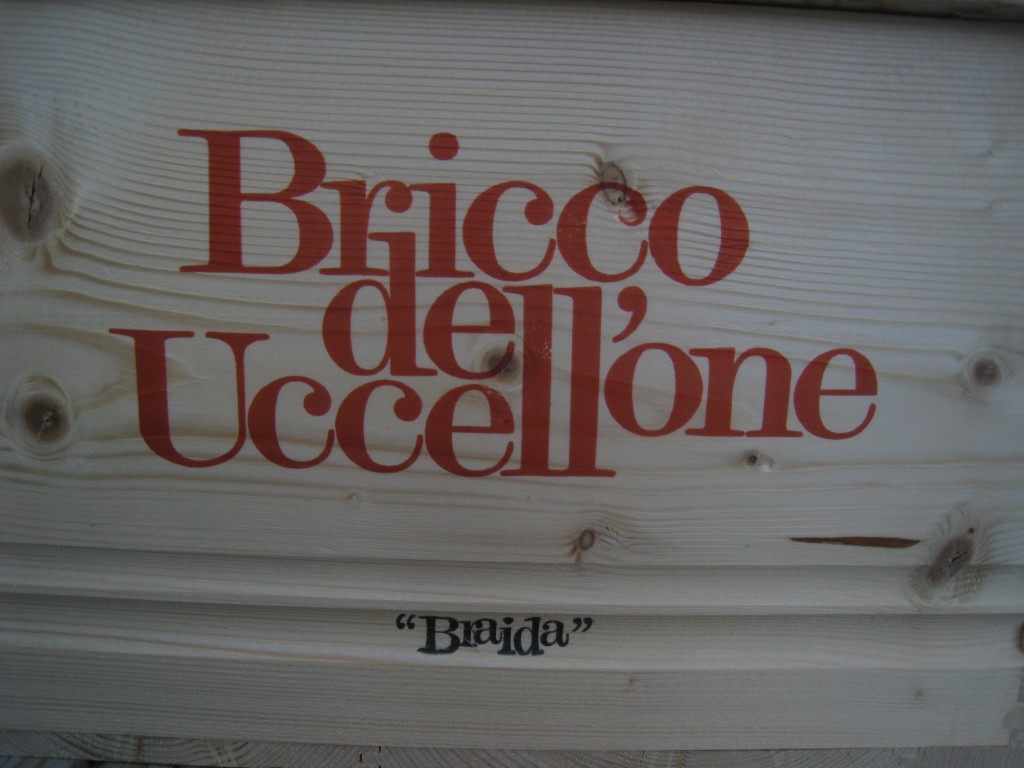 Bricco
dell'
Uccellone
“Braida”